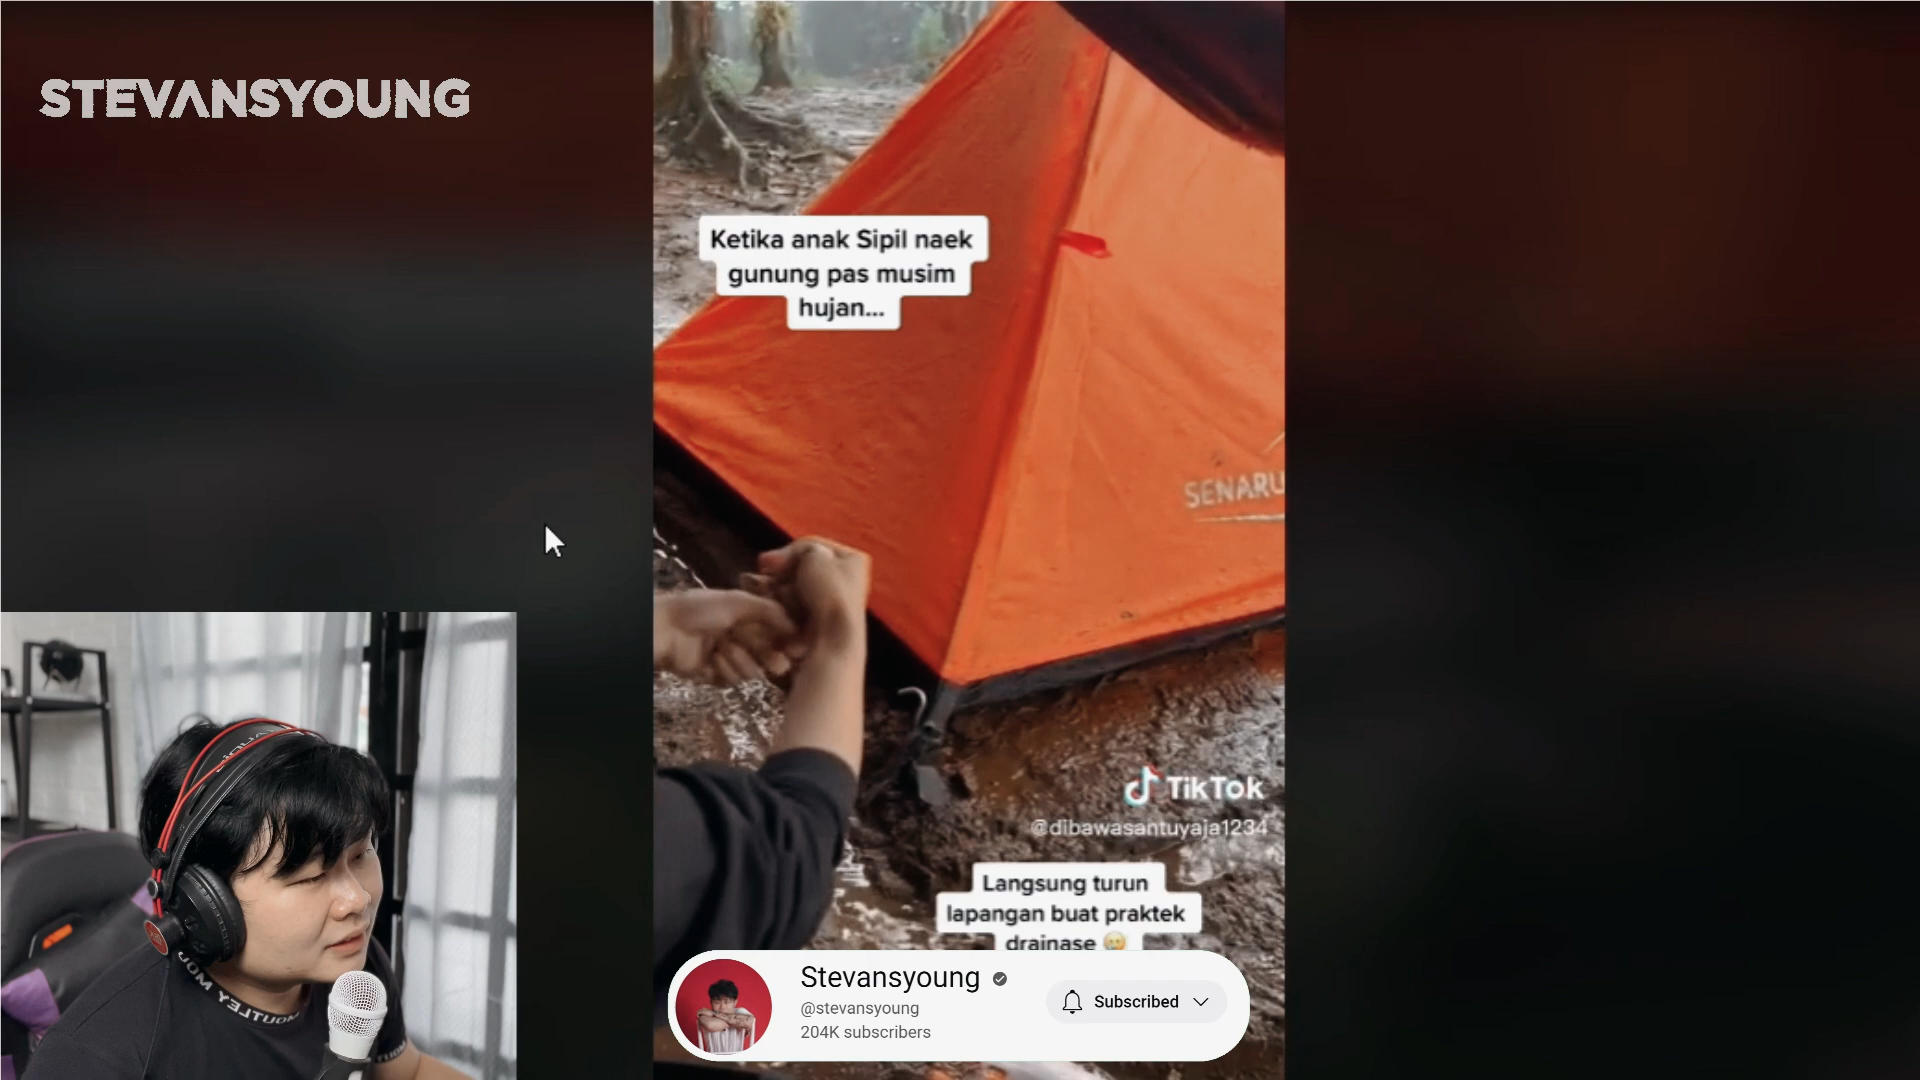 STEVANSYOUNG
Ketika anak Sipil naek
gunung pas musim
hujan...
SENARU
TikTok
@dibawasantuyaja1234
Langsung turun
lapangan buat praktek
drainase 🥲
Stevansyoung
@stevansyoung
204K subscribers
Subscribed